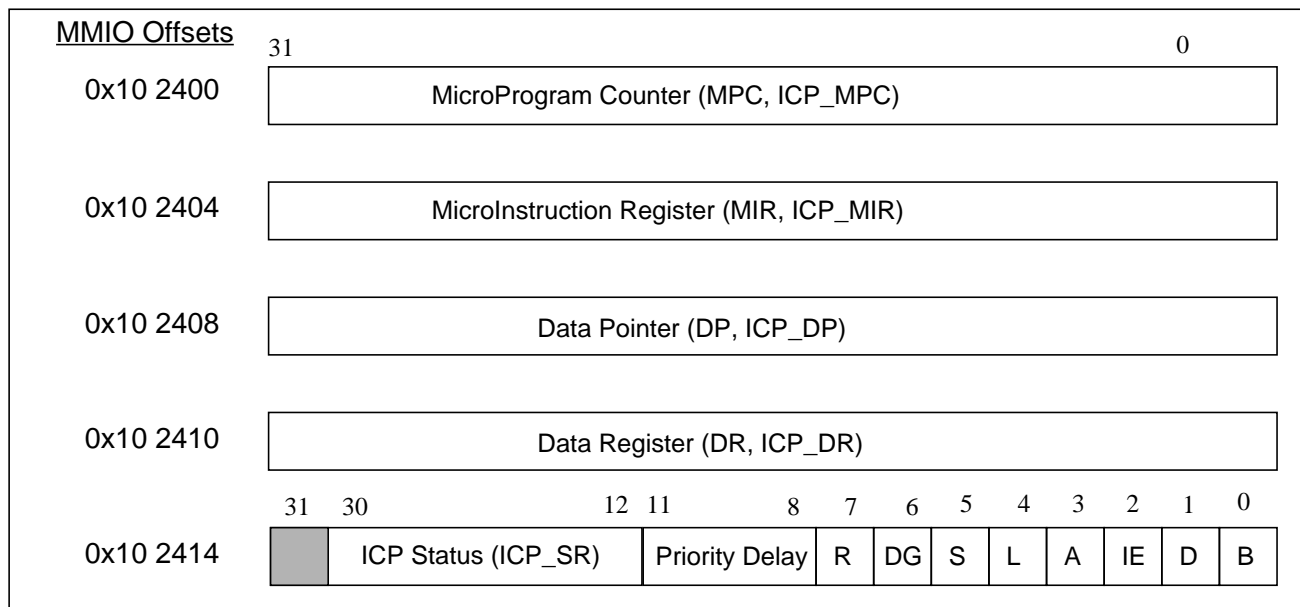 MMIO Offsets
31 0
0x10 2400 MicroProgram Counter (MPC, ICP_MPC)
0x10 2404 MicroInstruction Register (MIR, ICP_MIR)
0x10 2408 Data Pointer (DP, ICP_DP)
0x10 2410 Data Register (DR, ICP_DR)
31 30 12 11 8 7 6 5 4 3 2 1 0
0x10 2414 ICP Status (ICP_SR) Priority Delay R DG S L A IE D B